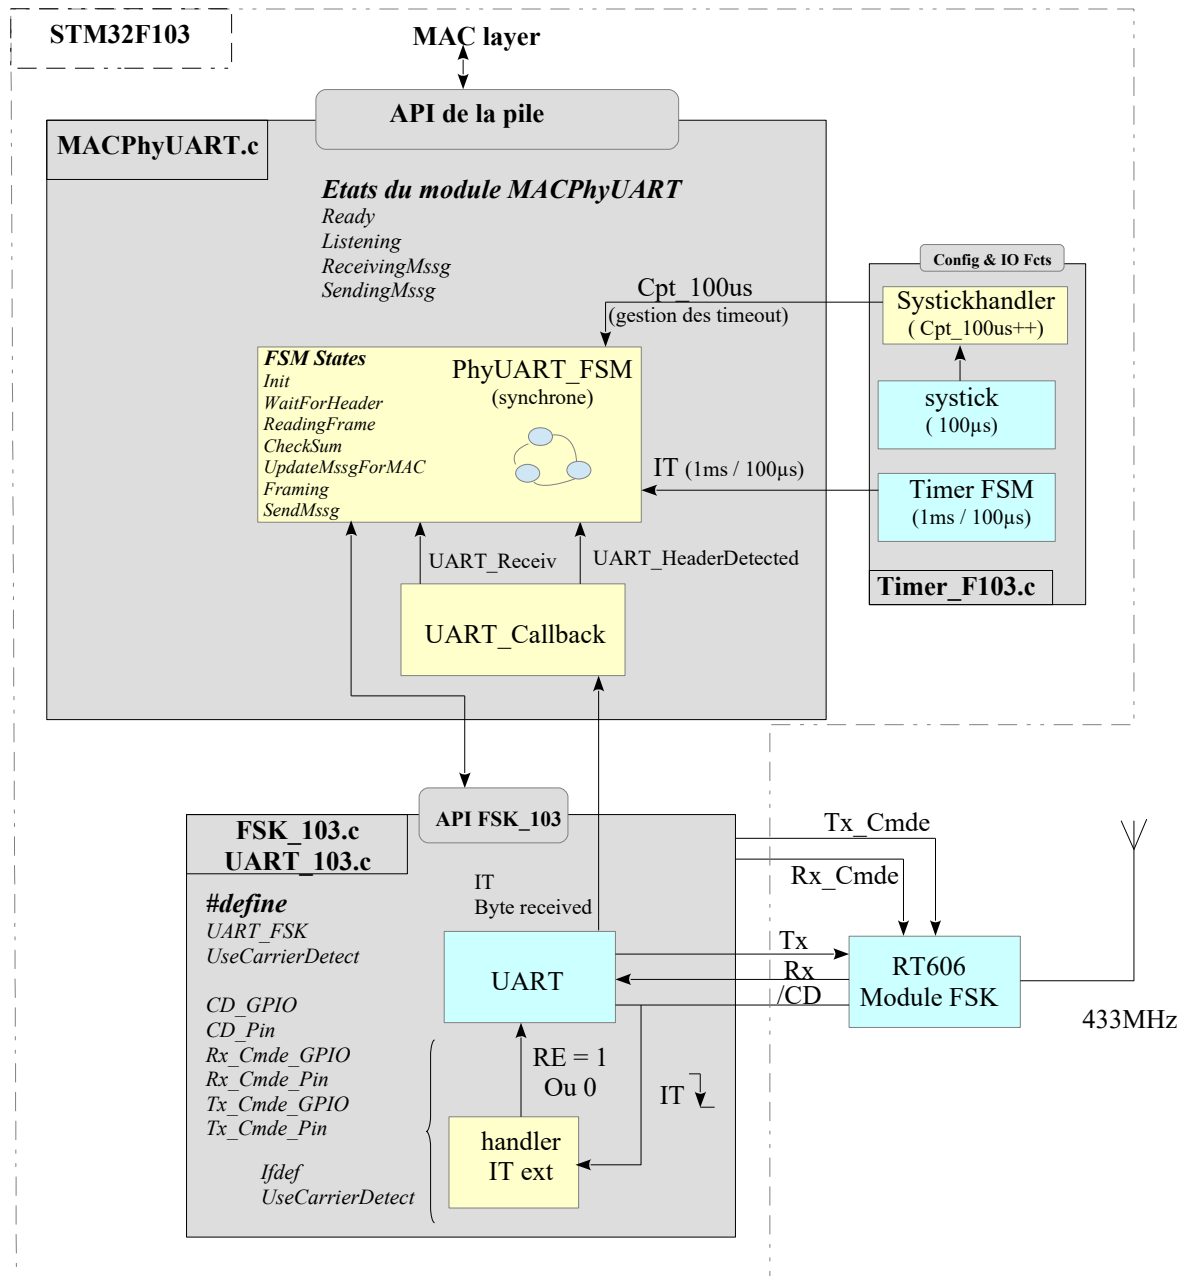 STM32F103
MAC layer
API de la pile
MACPhyUART.c
Etats du module MACPhyUART
Ready
Listening
ReceivingMssg
SendingMssg
Config & IO Fcts
Cpt_100us
(gestion des timeout)
Systickhandler
( Cpt_100us++)
FSM States
Init
WaitForHeader
ReadingFrame
CheckSum
UpdateMssgForMAC
Framing
SendMssg
PhyUART_FSM
(synchrone)
systick
( 100µs)
IT (1ms / 100µs)
Timer FSM
(1ms / 100µs)
UART_Receiv
UART_HeaderDetected
Timer_F103.c
UART_Callback
API FSK_103
FSK_103.c
UART_103.c
Tx_Cmde
Rx_Cmde
IT
Byte received
#define
UART_FSK
UseCarrierDetect
CD_GPIO
CD_Pin
Rx_Cmde_GPIO
Rx_Cmde_Pin
Tx_Cmde_GPIO
Tx_Cmde_Pin
Ifdef
UseCarrierDetect
UART
Tx
Rx
/CD
RT606
Module FSK
433MHz
RE = 1
Ou 0
IT
handler
IT ext